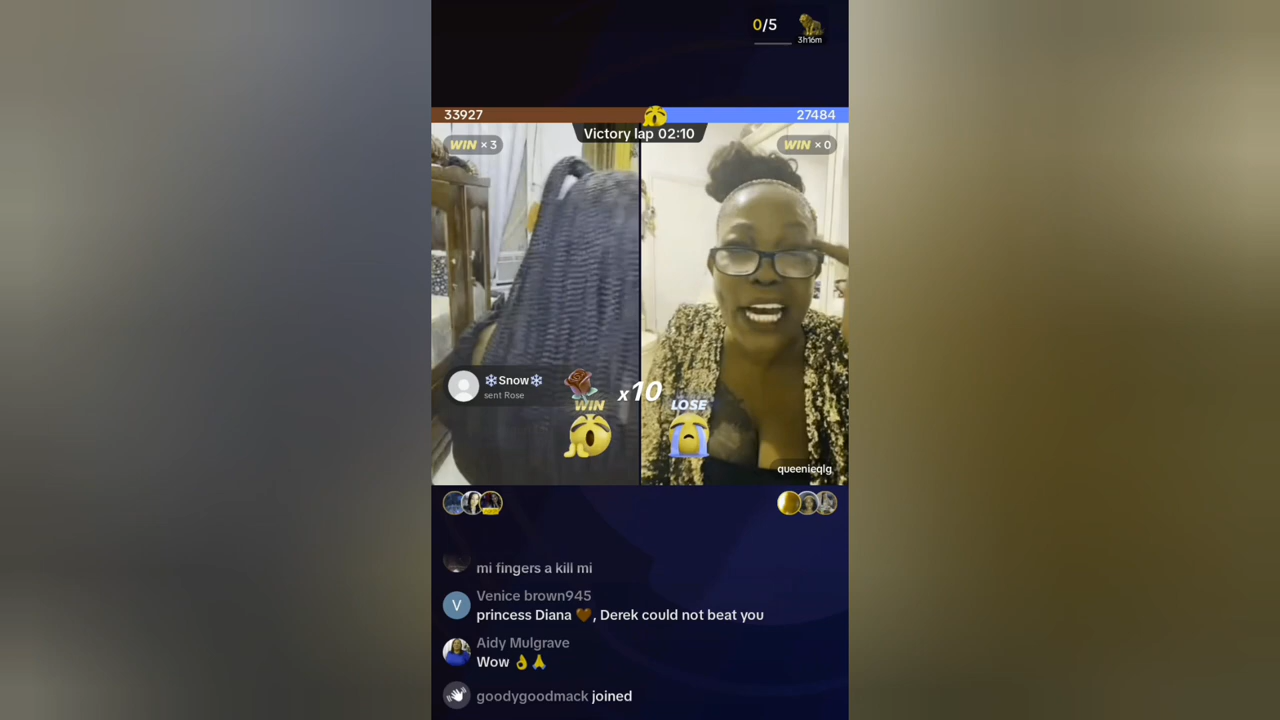 0/5
3h16m
33927
27484
Victory lap 02:10
WIN × 3
WIN × 0
❄️Snow❄️
sent Rose
x10
WIN
LOSE
queenieqlg
mi fingers a kill mi
Venice brown945
V
princess Diana 🤎, Derek could not beat you
Aidy Mulgrave
Wow 👌🙏
goodygoodmack joined